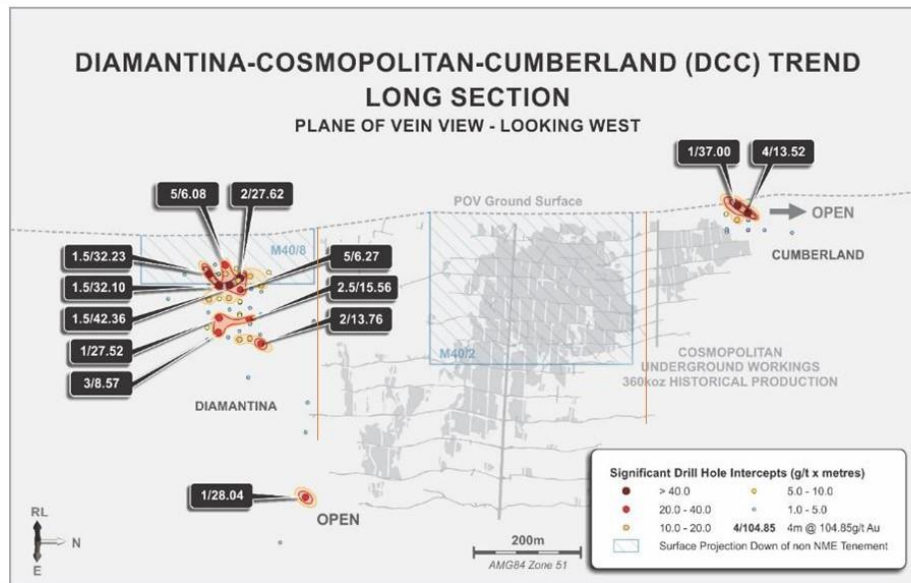 DIAMANTINA-COSMOPOLITAN-CUMBERLAND (DCC) TREND
LONG SECTION
PLANE OF VEIN VIEW - LOOKING WEST
1/37.00
4/13.52
5/6.08
2/27.62
POV Ground Surface
OPEN
M40/8
CUMBERLAND
1.5/32.23
5/6.27
1.5/32.10
2.5/15.56
1.5/42.36
2/13.76
1/27.52
M40/2
3/8.57
COSMOPOLITAN
UNDERGROUND WORKINGS
360koz HISTORICAL PRODUCTION
DIAMANTINA
1/28.04
OPEN
RL
N
E
200m
AMG84 Zone 51
Significant Drill Hole Intercepts (g/t x metres)
> 40.0
5.0 - 10.0
20.0 - 40.0
1.0 - 5.0
10.0 - 20.0
4/104.85
4m @ 104.85g/t Au
Surface Projection Down of non NME Tenement